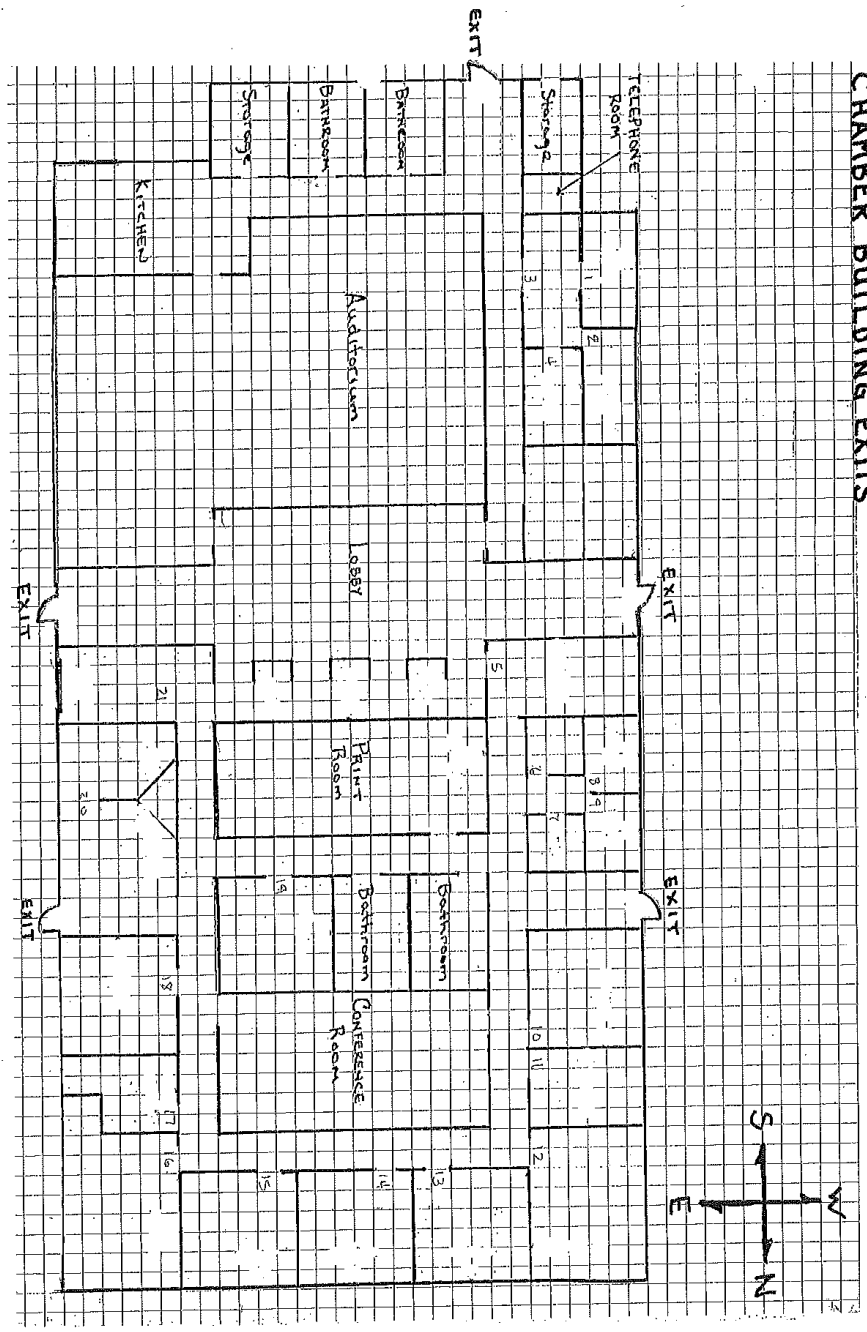 CHAMBER BUILDING EXITS
EXIT
TELEPHONE
ROOM
Storage
BATHROOM
BATHROOM
Storage
KITCHEN
1
2
3
4
Auditorium
LOBBY
EXIT
EXIT
5
21
PRINT
ROOM
6
7
8
9
20
EXIT
EXIT
19
Bathroom
Bathroom
CONFERENCE
ROOM
10
11
12
18
17
16
15
14
13
S
W
E
N